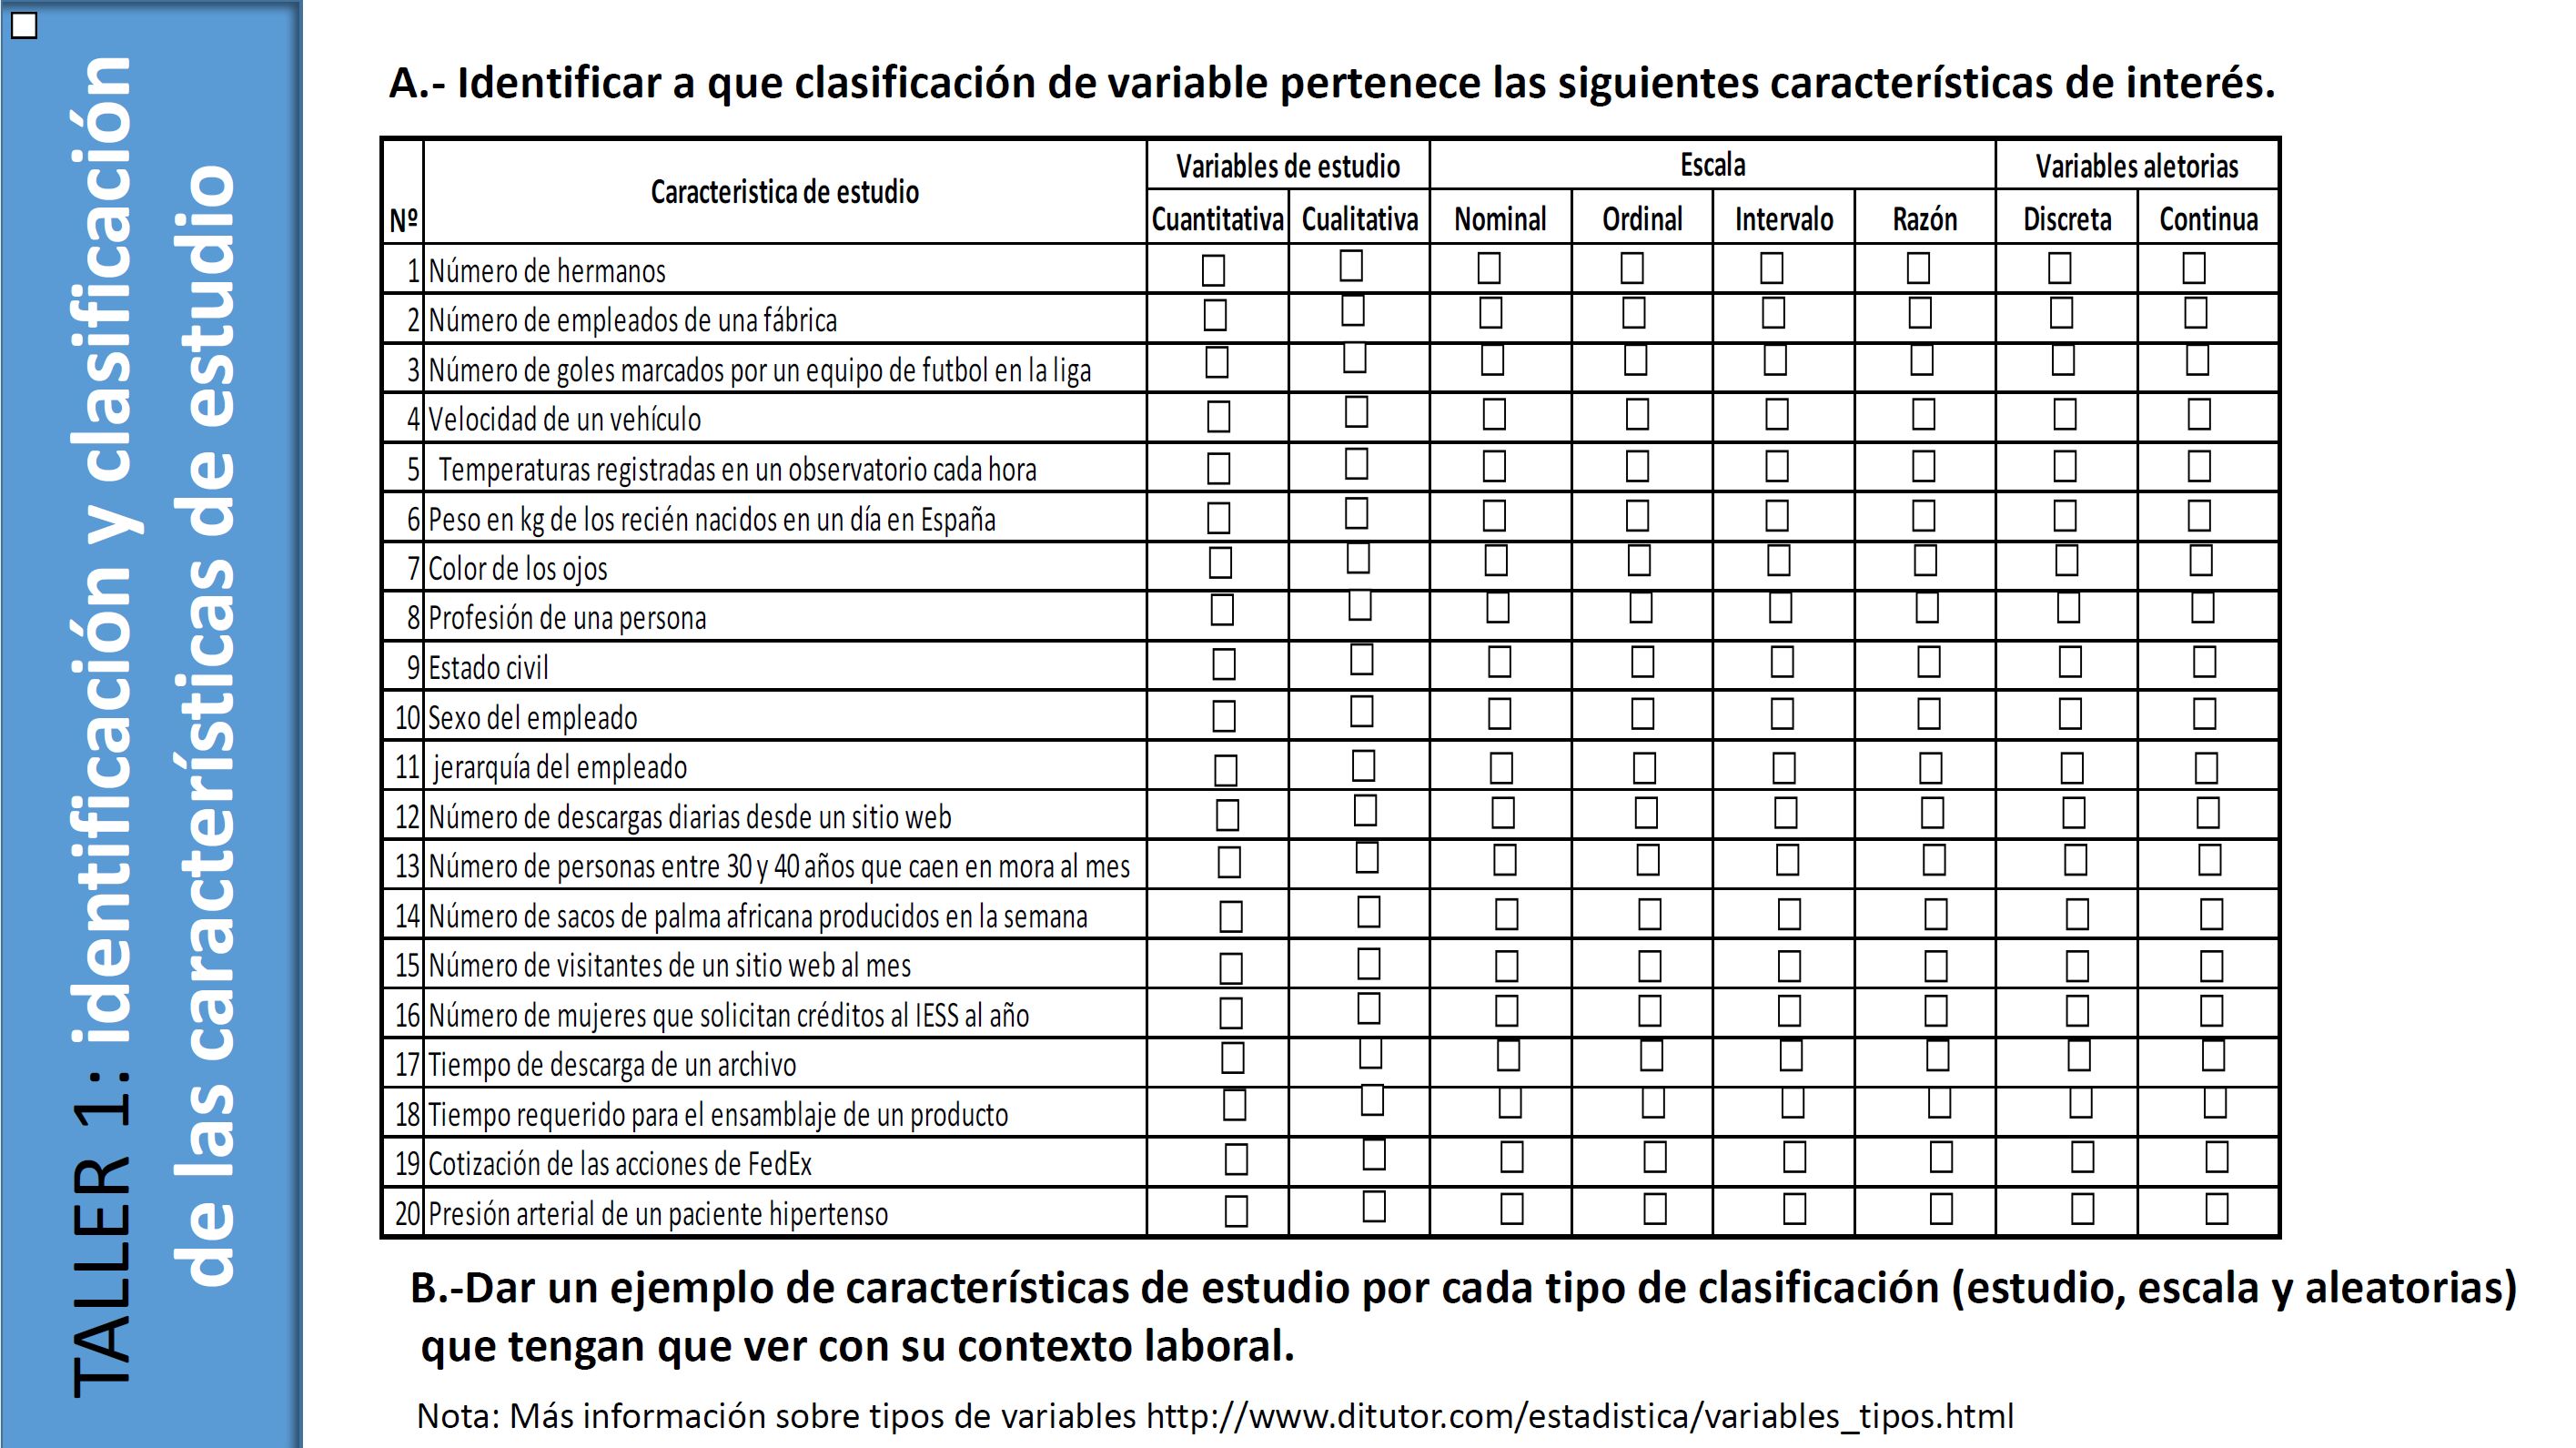 TALLER 1: identificación y clasificación
de las características de estudio
A.- Identificar a que clasificación de variable pertenece las siguientes características de interés.
Nº Caracteristica de estudio Variables de estudio Escala Variables aletorias
Cuantitativa Cualitativa Nominal Ordinal Intervalo Razón Discreta Continua
1 Número de hermanos
2 Número de empleados de una fábrica
3 Número de goles marcados por un equipo de futbol en la liga
4 Velocidad de un vehículo
5 Temperaturas registradas en un observatorio cada hora
6 Peso en kg de los recién nacidos en un día en España
7 Color de los ojos
8 Profesión de una persona
9 Estado civil
10 Sexo del empleado
11 jerarquía del empleado
12 Número de descargas diarias desde un sitio web
13 Número de personas entre 30 y 40 años que caen en mora al mes
14 Número de sacos de palma africana producidos en la semana
15 Número de visitantes de un sitio web al mes
16 Número de mujeres que solicitan créditos al IESS al año
17 Tiempo de descarga de un archivo
18 Tiempo requerido para el ensamblaje de un producto
19 Cotización de las acciones de FedEx
20 Presión arterial de un paciente hipertenso
B.-Dar un ejemplo de características de estudio por cada tipo de clasificación (estudio, escala y aleatorias)
que tengan que ver con su contexto laboral.
Nota: Más información sobre tipos de variables http://www.ditutor.com/estadistica/variables_tipos.html